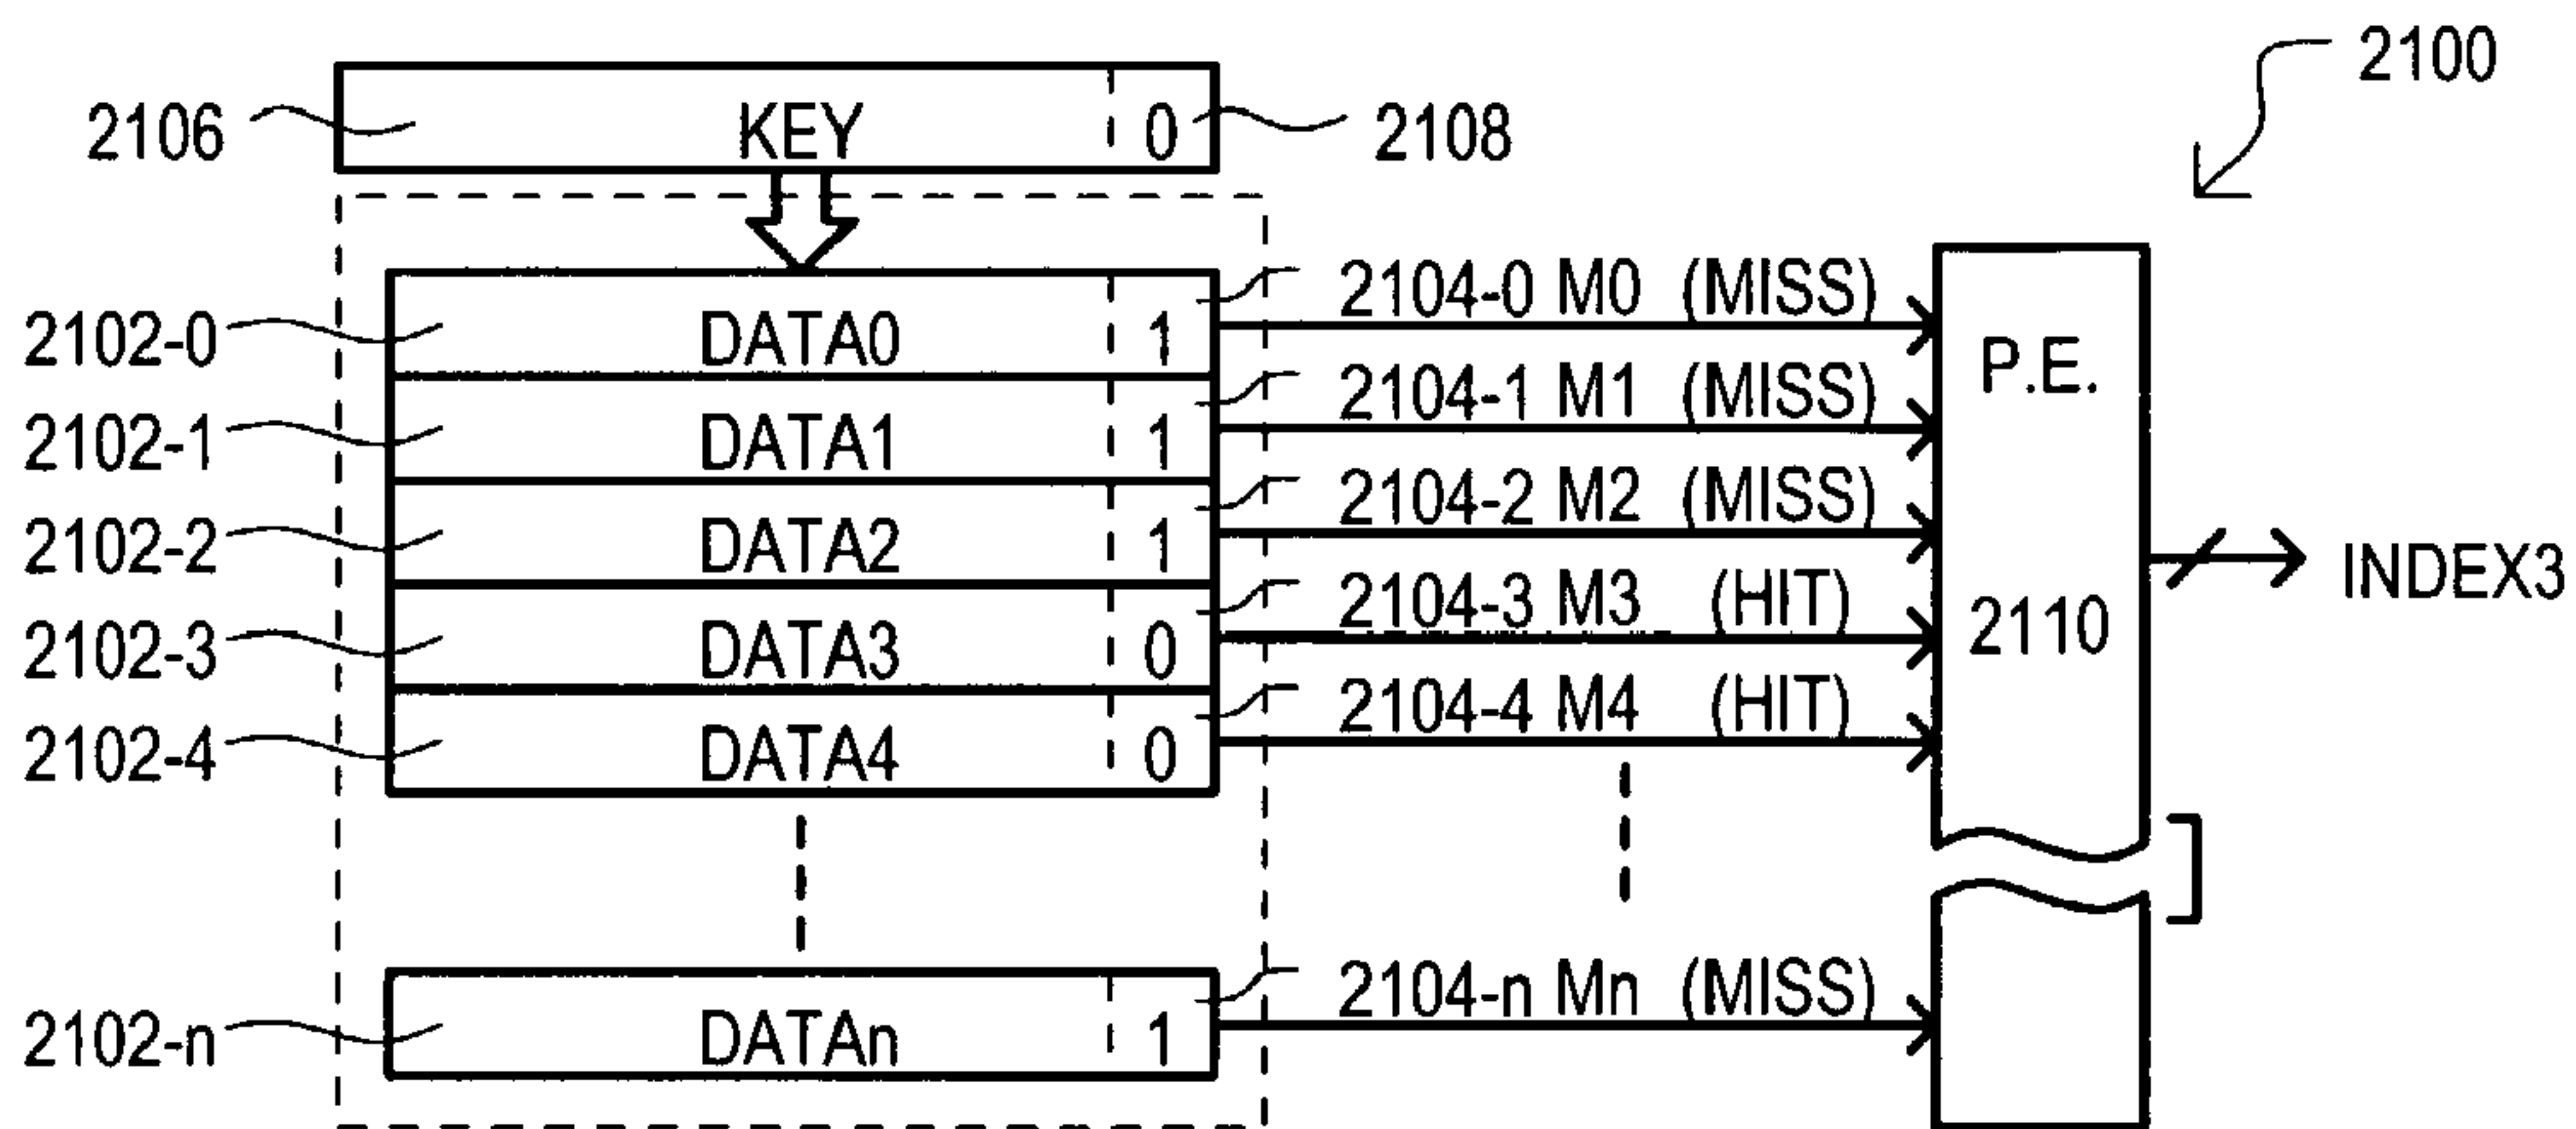 2100
2106 KEY 0 2108
2104-0 M0 (MISS)
2102-0 DATA0 1
P.E.
2104-1 M1 (MISS)
2102-1 DATA1 1
2104-2 M2 (MISS)
2102-2 DATA2 1
INDEX3
2104-3 M3 (HIT)
2110
2102-3 DATA3 0
2104-4 M4 (HIT)
2102-4 DATA4 0
2104-n Mn (MISS)
2102-n DATAn 1